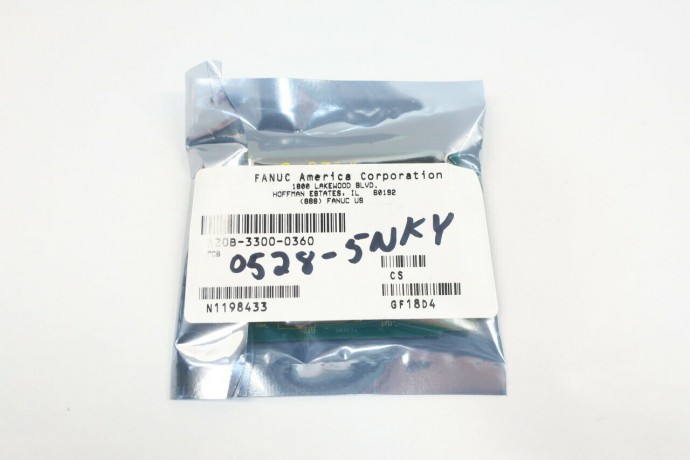 FANUC America Corporation
1800 LAKEWOOD BLVD.
HOFFMAN ESTATES, IL 60192
(888) FANUC US
A20B-3300-0360
PCB
0528-5NKY
CS
N1198433
GF18D4